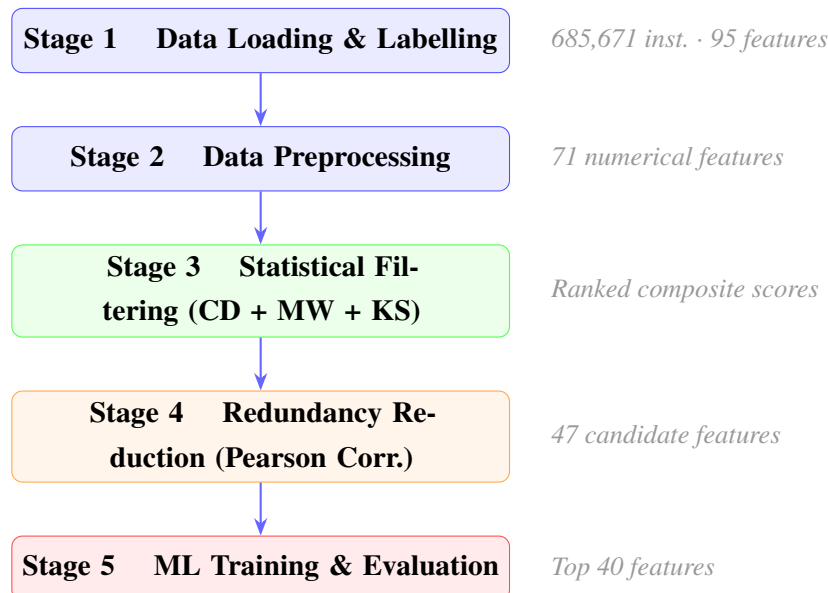 Stage 1 Data Loading & Labelling
685,671 inst. · 95 features
Stage 2 Data Preprocessing
71 numerical features
Stage 3 Statistical Fil-
tering (CD + MW + KS)
Ranked composite scores
Stage 4 Redundancy Re-
duction (Pearson Corr.)
47 candidate features
Stage 5 ML Training & Evaluation
Top 40 features